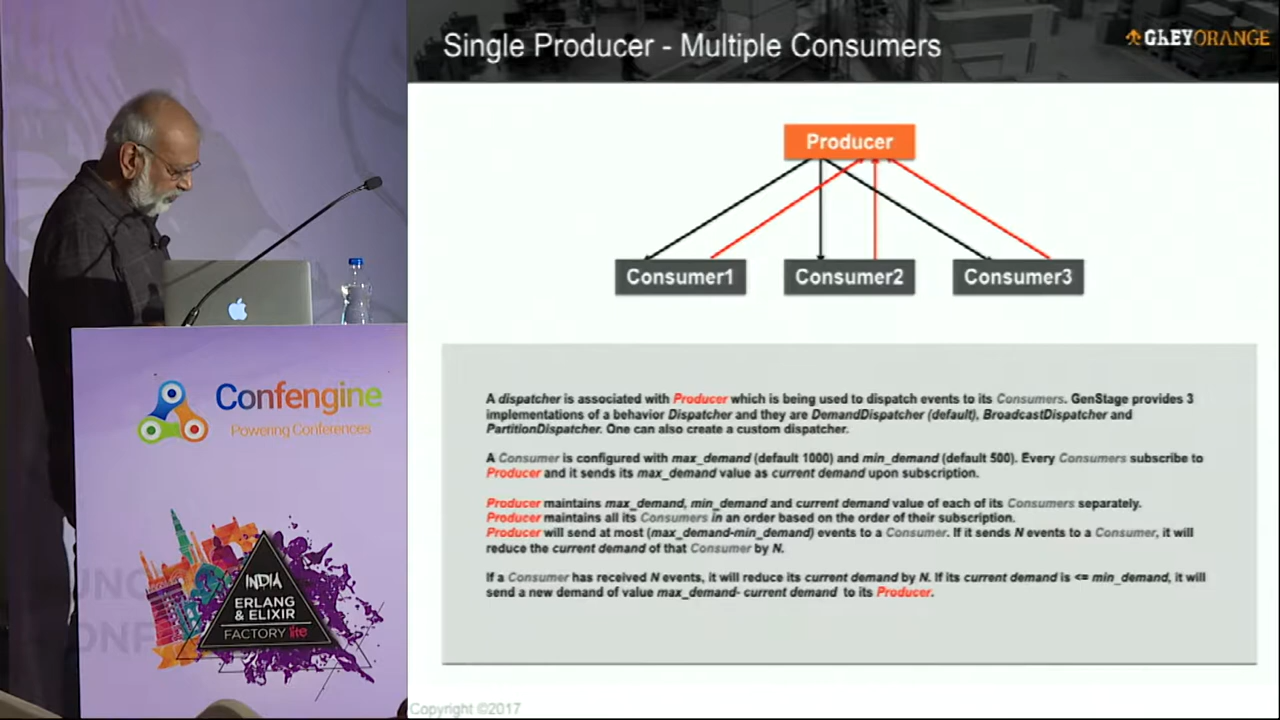 Single Producer - Multiple Consumers
GREYORANGE
Producer
Consumer1
Consumer2
Consumer3
A dispatcher is associated with Producer which is being used to dispatch events to its Consumers. GenStage provides 3
implementations of a behavior Dispatcher and they are DemandDispatcher (default), BroadcastDispatcher and
PartitionDispatcher. One can also create a custom dispatcher.
A Consumer is configured with max_demand (default 1000) and min_demand (default 500). Every Consumers subscribe to
Producer and it sends its max_demand value as current demand upon subscription.
Producer maintains max_demand, min_demand and current demand value of each of its Consumers separately.
Producer maintains all its Consumers in an order based on the order of their subscription.
Producer will send at most (max_demand-min_demand) events to a Consumer. If it sends N events to a Consumer, it will
reduce the current demand of that Consumer by N.
If a Consumer has received N events, it will reduce its current demand by N. If its current demand is <= min_demand, it will
send a new demand of value max_demand- current demand to its Producer.
Copyright ©2017
Confengine
Powering Conferences
INDIA
ERLANG
& ELIXIR
FACTORY lite